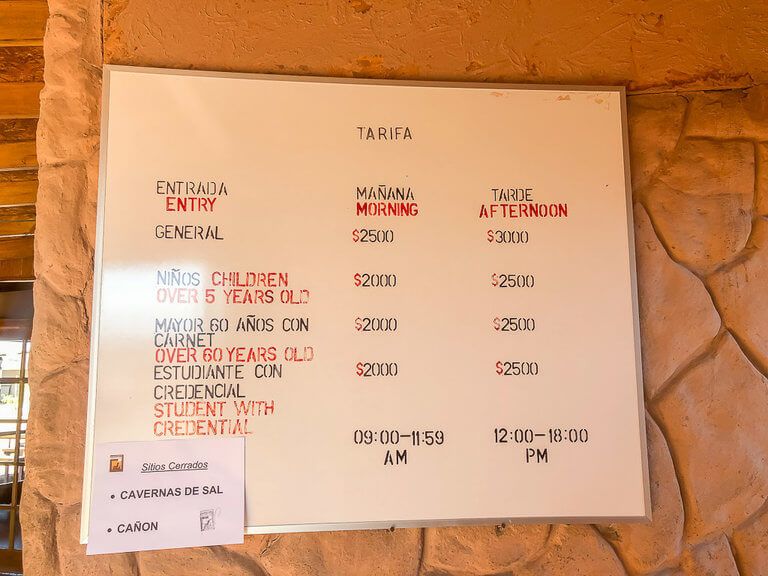 TARIFA
ENTRADA MAÑANA TARDE
ENTRY MORNING AFTERNOON
GENERAL $2500 $3000
NIÑOS CHILDREN $2000 $2500
OVER 5 YEARS OLD
MAYOR 60 AÑOS CON $2000 $2500
CARNET
OVER 60 YEARS OLD
ESTUDIANTE CON $2000 $2500
CREDENCIAL
STUDENT WITH
CREDENTIAL
09:00-11:59 12:00-18:00
AM PM
Sitios Cerrados
• CAVERNAS DE SAL
• CAÑON